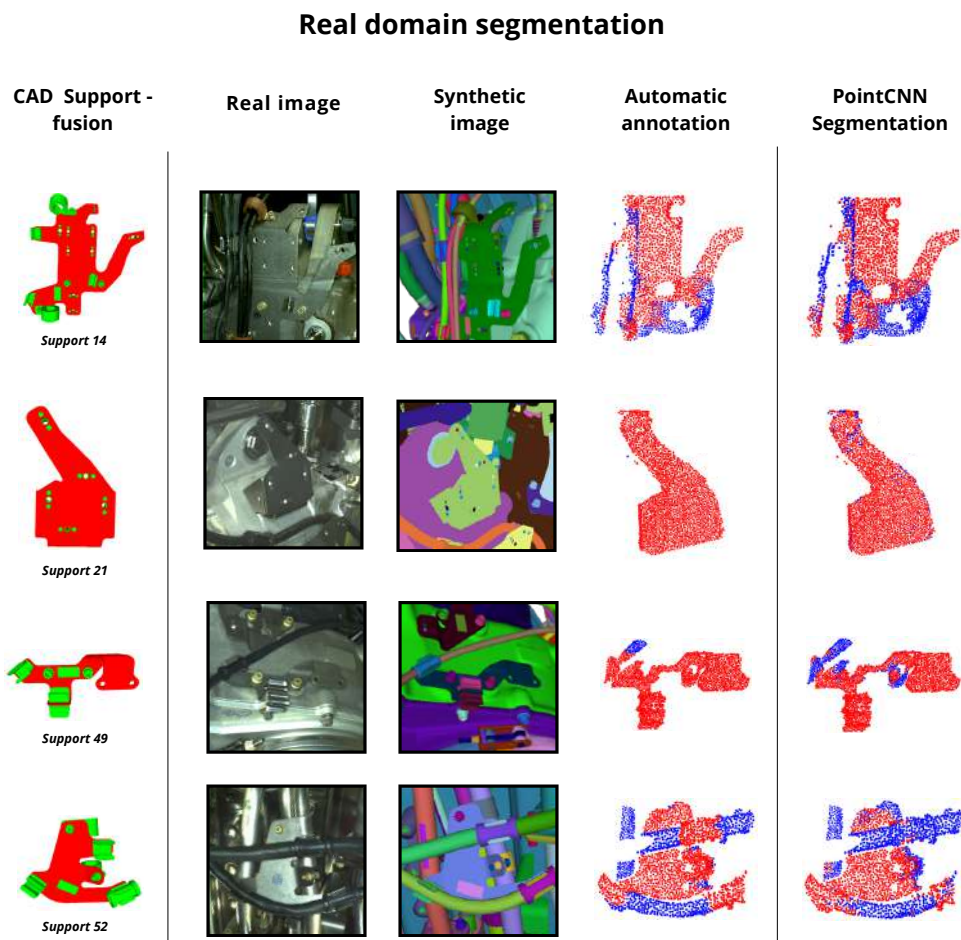 Real domain segmentation
CAD Support -
fusion
Real image
Synthetic
image
Automatic
annotation
PointCNN
Segmentation
Support 14
Support 21
Support 49
Support 52